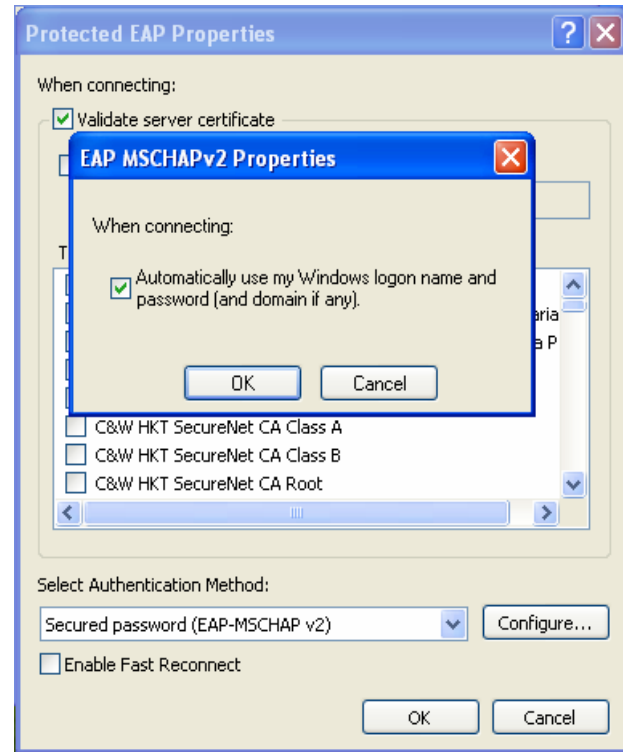 Protected EAP Properties
When connecting:
Validate server certificate
EAP MSCHAPv2 Properties
When connecting:
Automatically use my Windows logon name and
password (and domain if any).
OK Cancel
C&W HKT SecureNet CA Class A
C&W HKT SecureNet CA Class B
C&W HKT SecureNet CA Root
Select Authentication Method:
Secured password (EAP-MSCHAP v2) Configure...
Enable Fast Reconnect
OK Cancel